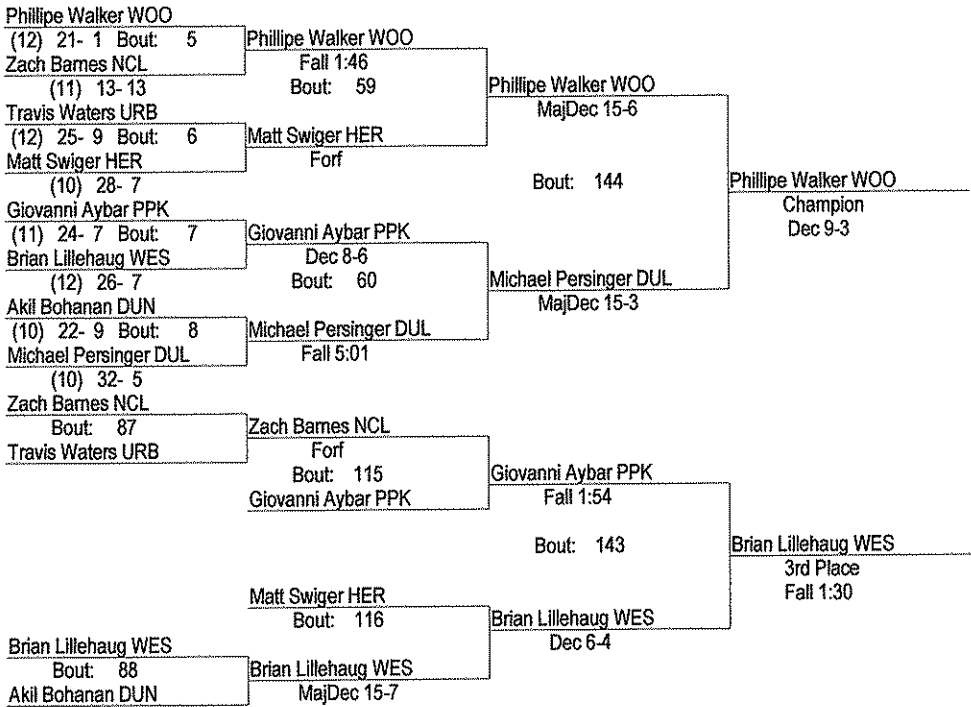 Phillipe Walker WOO
(12) 21- 1 Bout: 5
Zach Barnes NCL
(11) 13- 13
Travis Waters URB
(12) 25- 9 Bout: 6
Matt Swiger HER
(10) 28- 7
Giovanni Aybar PPK
(11) 24- 7 Bout: 7
Brian Lillehaug WES
(12) 26- 7
Akil Bohanan DUN
(10) 22- 9 Bout: 8
Michael Persinger DUL
(10) 32- 5
Zach Barnes NCL
Bout: 87
Travis Waters URB
Brian Lillehaug WES
Bout: 88
Akil Bohanan DUN
Phillipe Walker WOO
Fall 1:46
Bout: 59
Matt Swiger HER
Forf
Giovanni Aybar PPK
Dec 8-6
Bout: 60
Michael Persinger DUL
Fall 5:01
Zach Barnes NCL
Forf
Bout: 115
Giovanni Aybar PPK
Matt Swiger HER
Bout: 116
Brian Lillehaug WES
MajDec 15-7
Phillipe Walker WOO
MajDec 15-6
Bout: 144
Michael Persinger DUL
MajDec 15-3
Giovanni Aybar PPK
Fall 1:54
Bout: 143
Brian Lillehaug WES
Dec 6-4
Phillipe Walker WOO
Champion
Dec 9-3
Brian Lillehaug WES
3rd Place
Fall 1:30